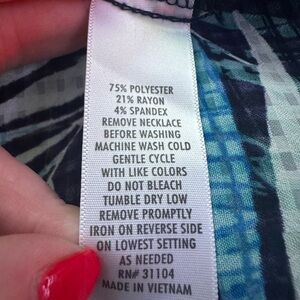 75% POLYESTER
21% RAYON
4% SPANDEX
REMOVE NECKLACE
BEFORE WASHING
MACHINE WASH COLD
GENTLE CYCLE
WITH LIKE COLORS
DO NOT BLEACH
TUMBLE DRY LOW
REMOVE PROMPTLY
IRON ON REVERSE SIDE
ON LOWEST SETTING
AS NEEDED
RN# 31104
MADE IN VIETNAM